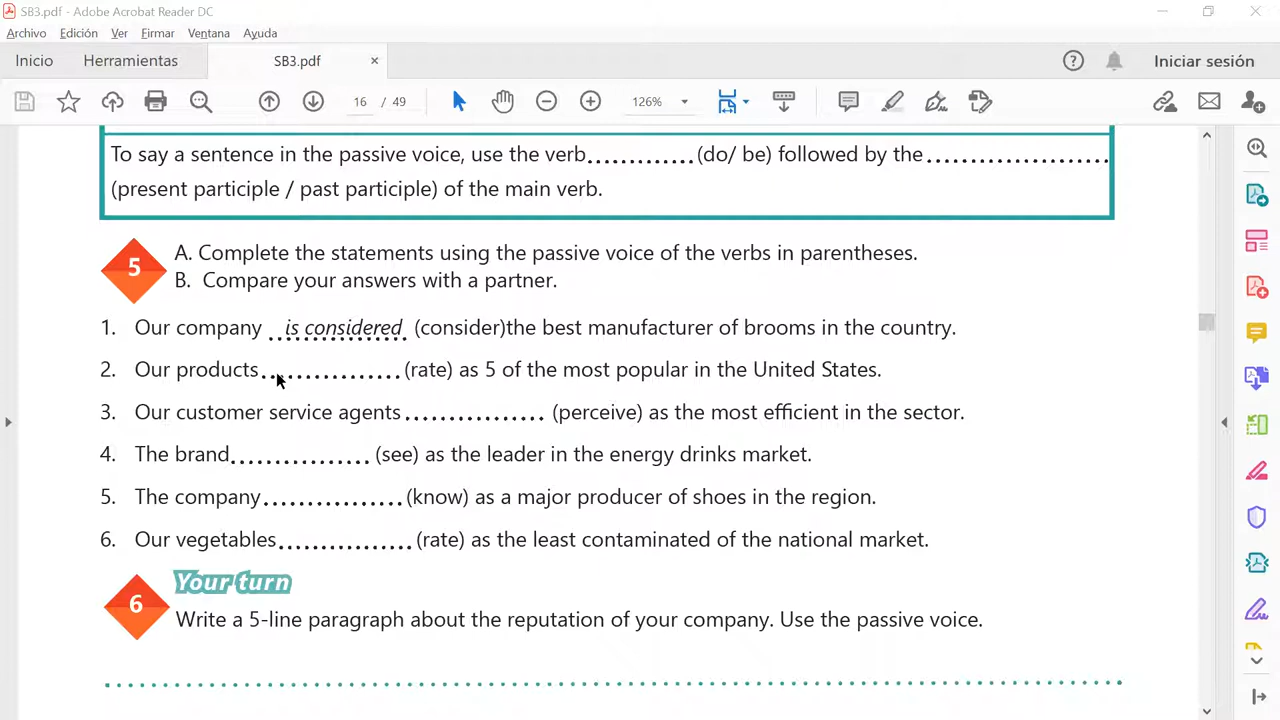 SB3.pdf - Adobe Acrobat Reader DC
Archivo Edición Ver Firmar Ventana Ayuda
Inicio Herramientas SB3.pdf × Iniciar sesión
16 / 49 126%
To say a sentence in the passive voice, use the verb.............(do/ be) followed by the ......................
(present participle / past participle) of the main verb.
5 A. Complete the statements using the passive voice of the verbs in parentheses.
B. Compare your answers with a partner.
1. Our company ..is considered.. (consider)the best manufacturer of brooms in the country.
2. Our products................(rate) as 5 of the most popular in the United States.
3. Our customer service agents ................ (perceive) as the most efficient in the sector.
4. The brand................ (see) as the leader in the energy drinks market.
5. The company................(know) as a major producer of shoes in the region.
6. Our vegetables................(rate) as the least contaminated of the national market.
Your turn
6 Write a 5-line paragraph about the reputation of your company. Use the passive voice.